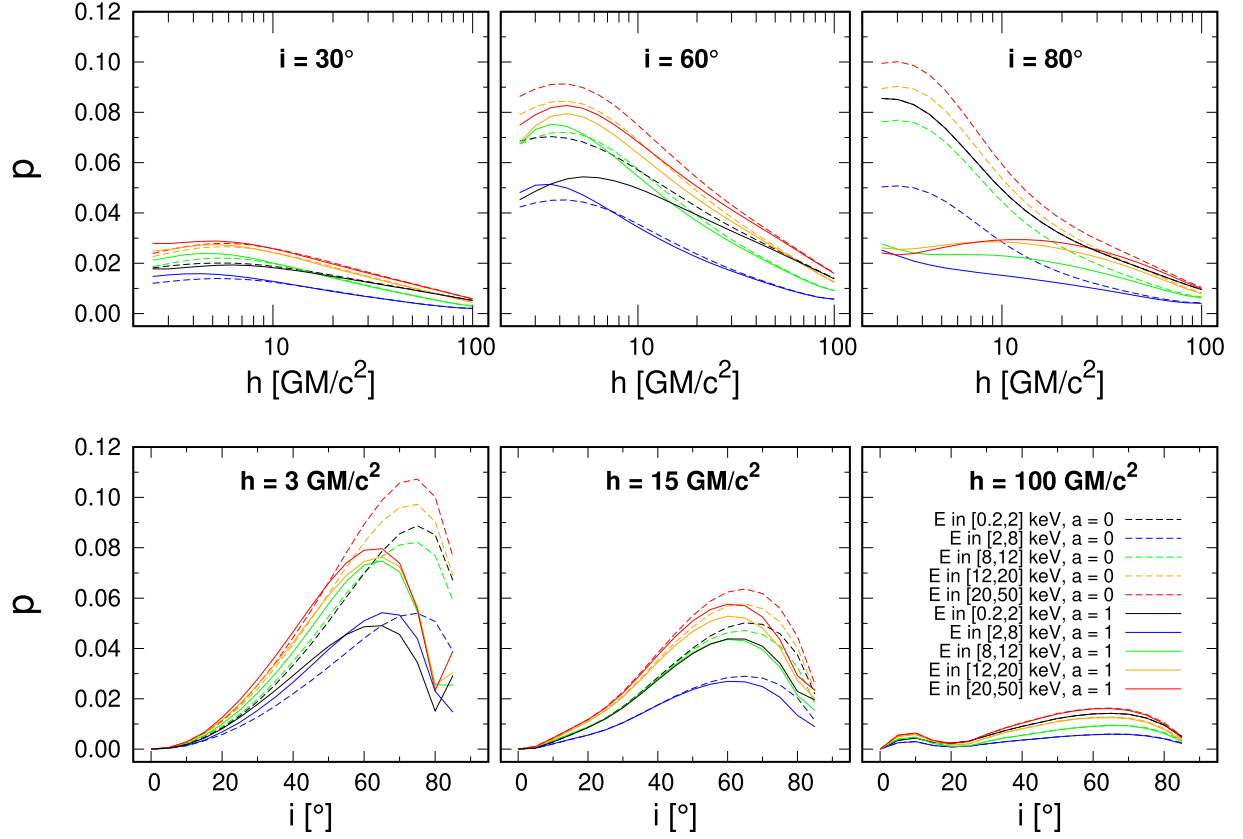 i = 30°
i = 60°
i = 80°
0.12
0.10
0.08
0.06
0.04
0.02
0.00
p
10
100
10
100
10
100
h [GM/c²]
h [GM/c²]
h [GM/c²]
h = 3 GM/c²
h = 15 GM/c²
h = 100 GM/c²
0.12
0.10
0.08
0.06
0.04
0.02
0.00
p
E in [0.2,2] keV, a = 0
E in [2,8] keV, a = 0
E in [8,12] keV, a = 0
E in [12,20] keV, a = 0
E in [20,50] keV, a = 0
E in [0.2,2] keV, a = 1
E in [2,8] keV, a = 1
E in [8,12] keV, a = 1
E in [12,20] keV, a = 1
E in [20,50] keV, a = 1
0 20 40 60 80
0 20 40 60 80
0 20 40 60 80
i [°]
i [°]
i [°]